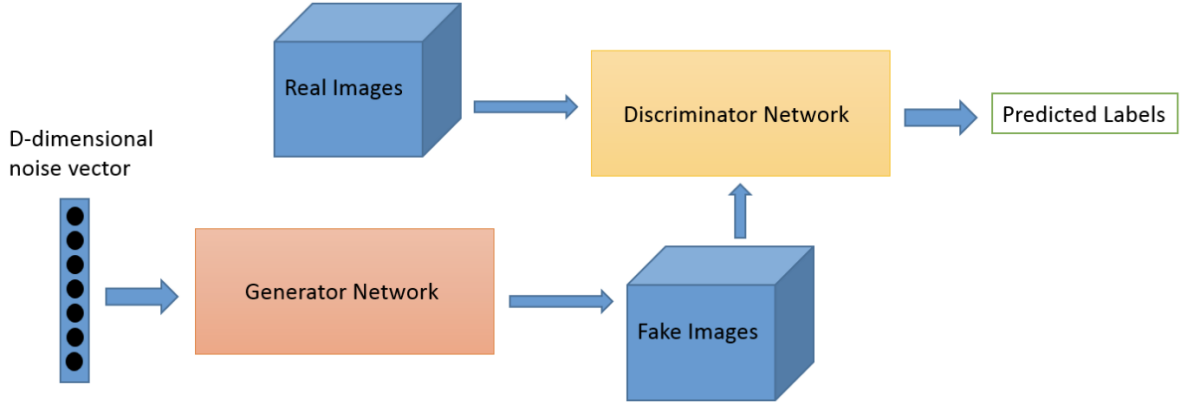 Real Images
Discriminator Network
Predicted Labels
D-dimensional
noise vector
Generator Network
Fake Images